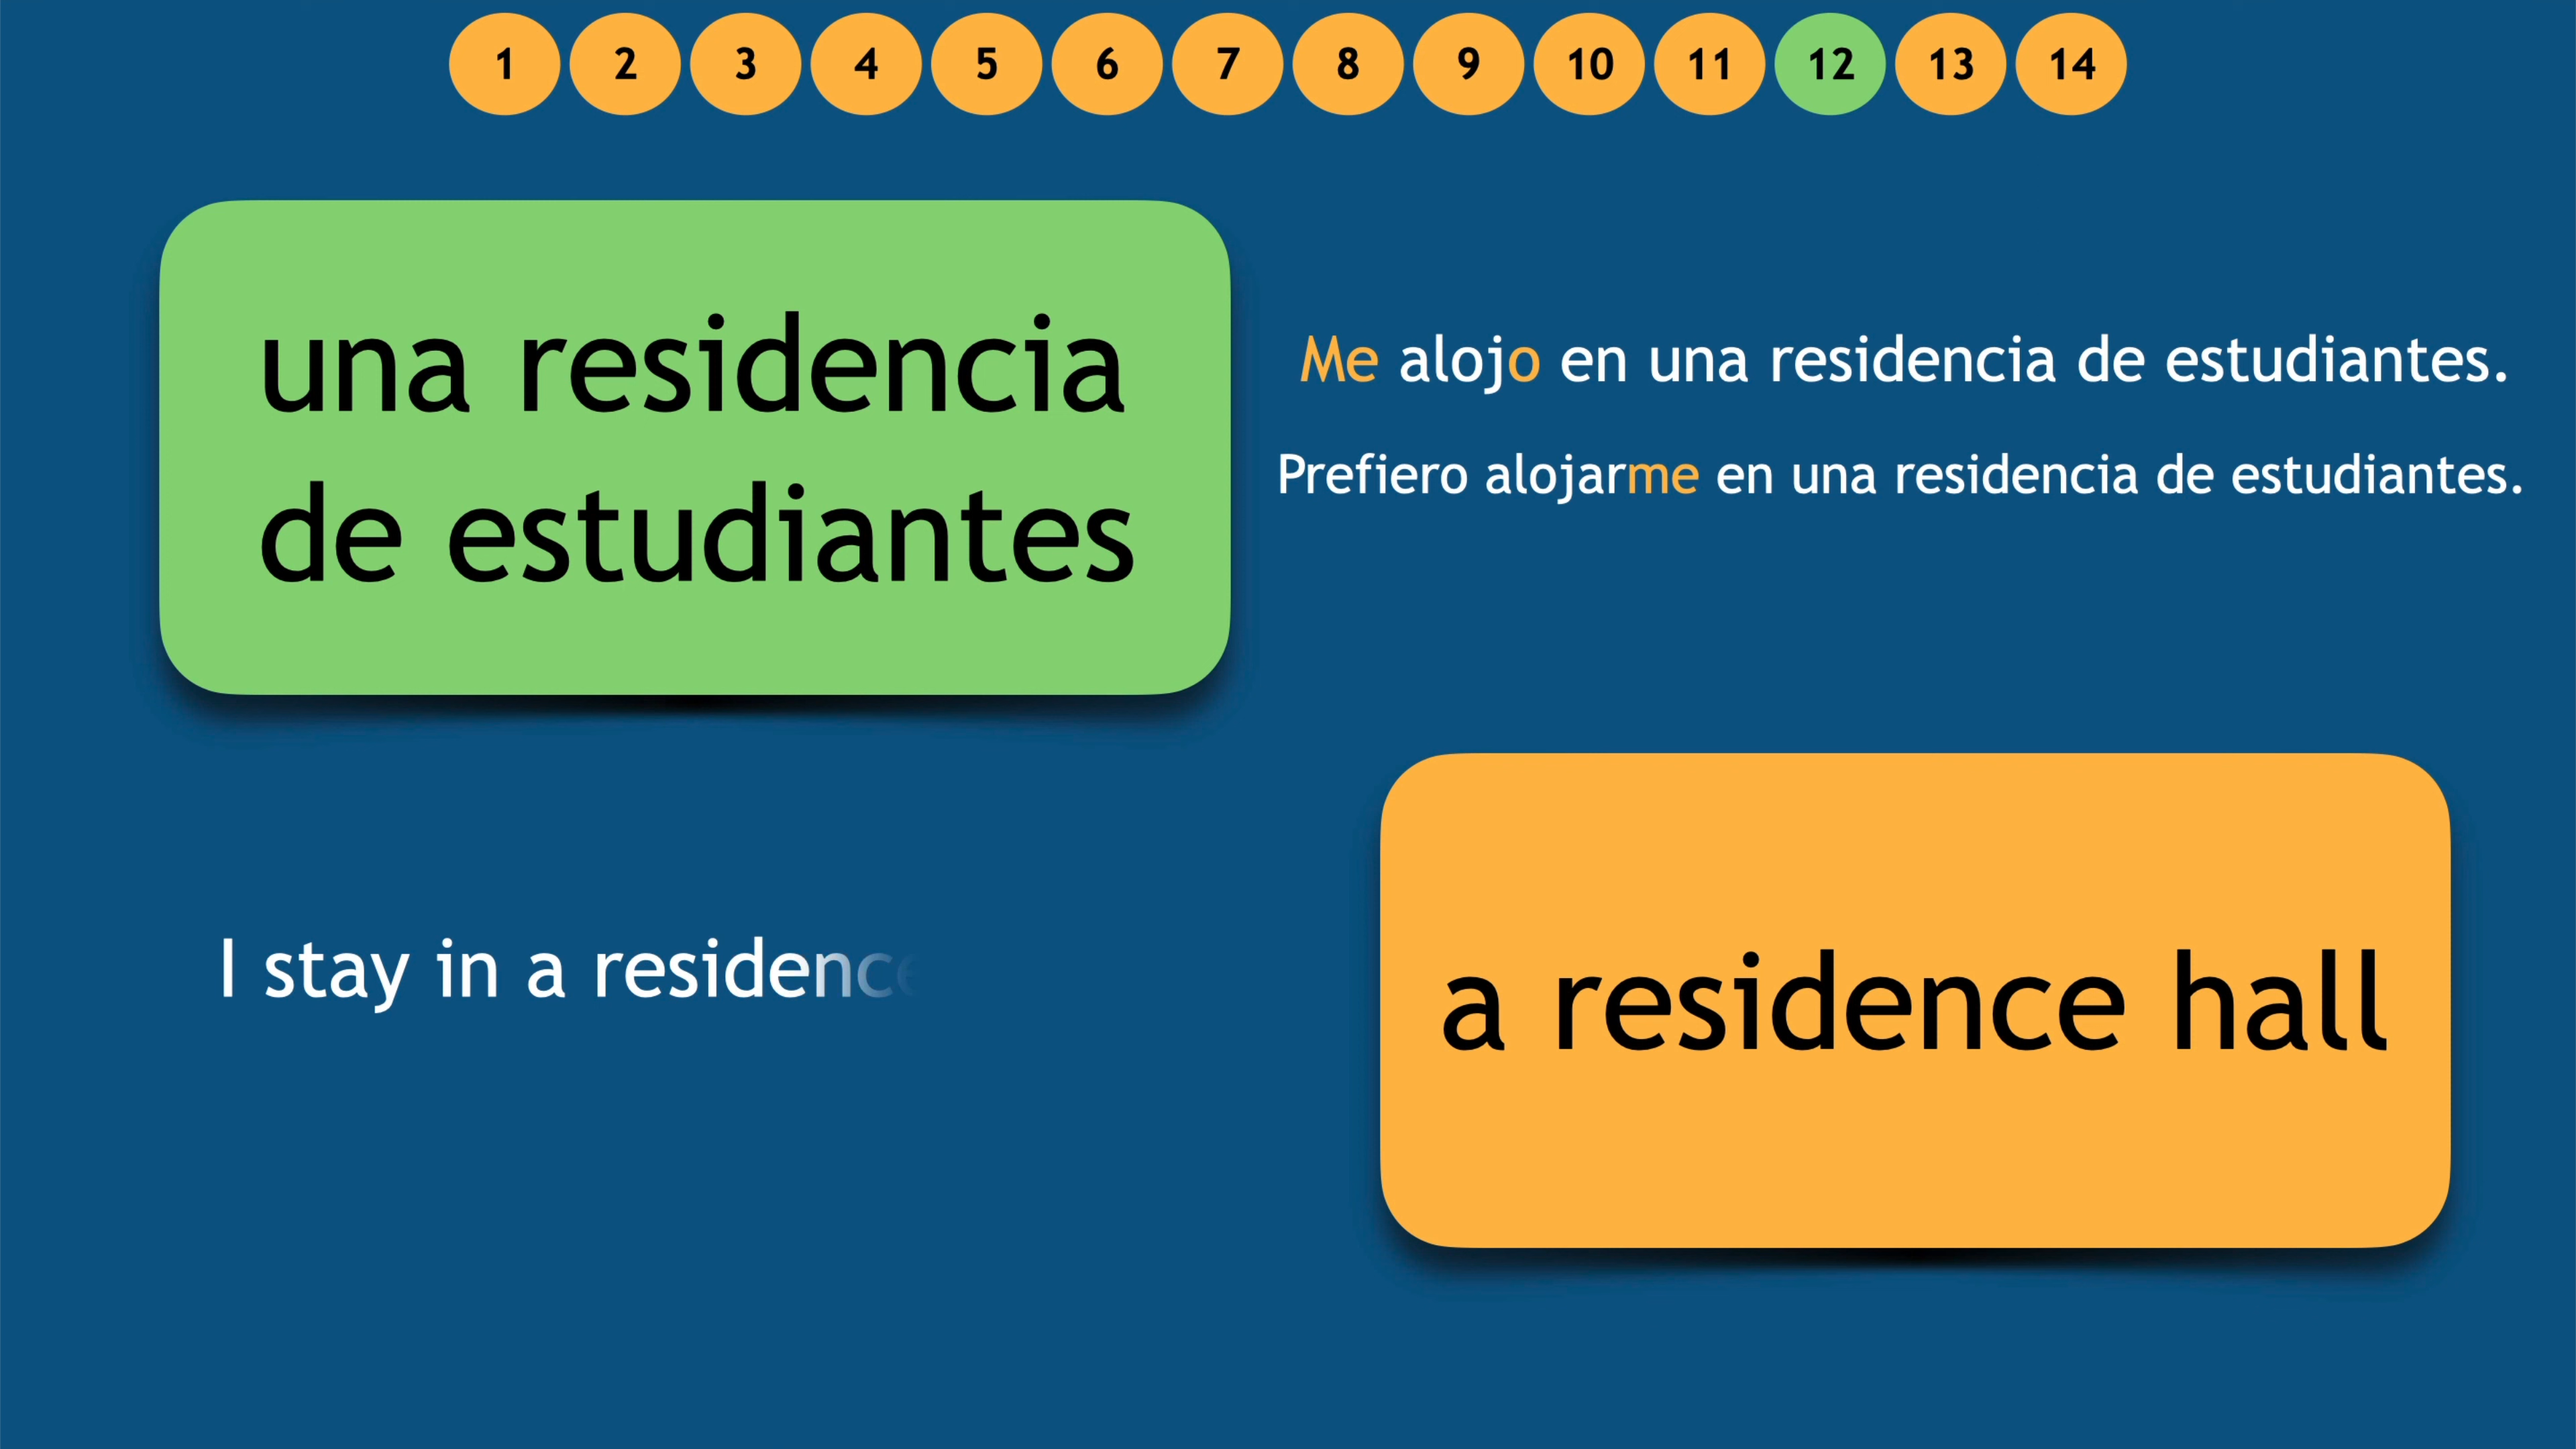 1 2 3 4 5 6 7 8 9 10 11 12 13 14
una residencia
de estudiantes
Me alojo en una residencia de estudiantes.
Prefiero alojarme en una residencia de estudiantes.
I stay in a residence
a residence hall